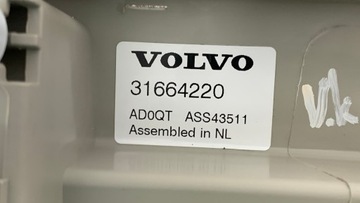 VOLVO
31664220
AD0QT ASS43511
Assembled in NL